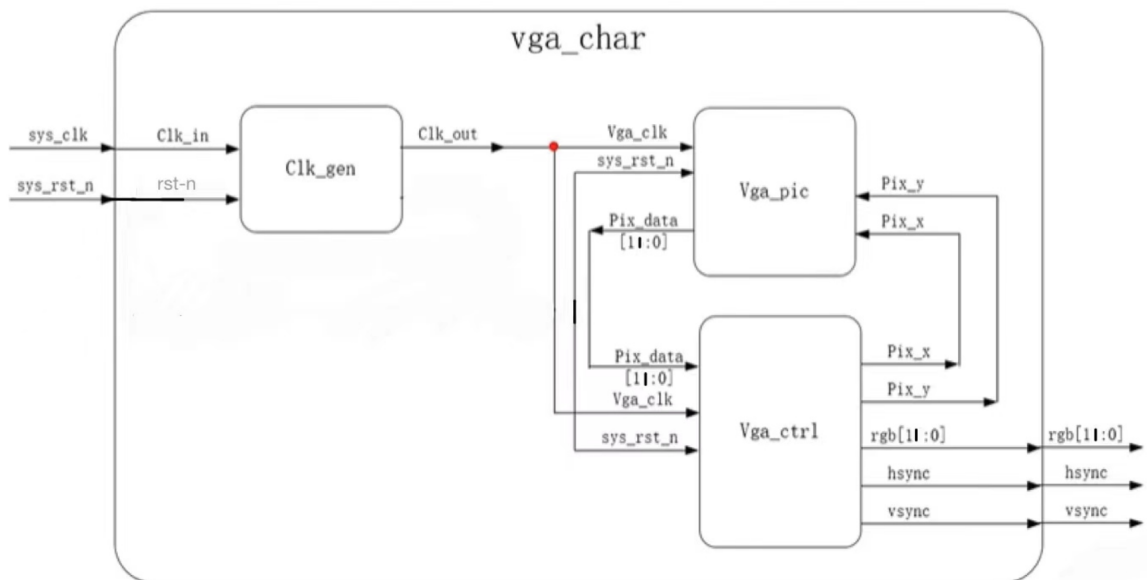 vga_char
sys_clk
Clk_in
sys_rst_n
rst-n
Clk_gen
Clk_out
Vga_clk
sys_rst_n
Pix_data
[11:0]
Vga_pic
Pix_y
Pix_x
Pix_data
[11:0]
Vga_clk
sys_rst_n
Vga_ctrl
Pix_x
Pix_y
rgb[11:0]
rgb[11:0]
hsync
hsync
vsync
vsync